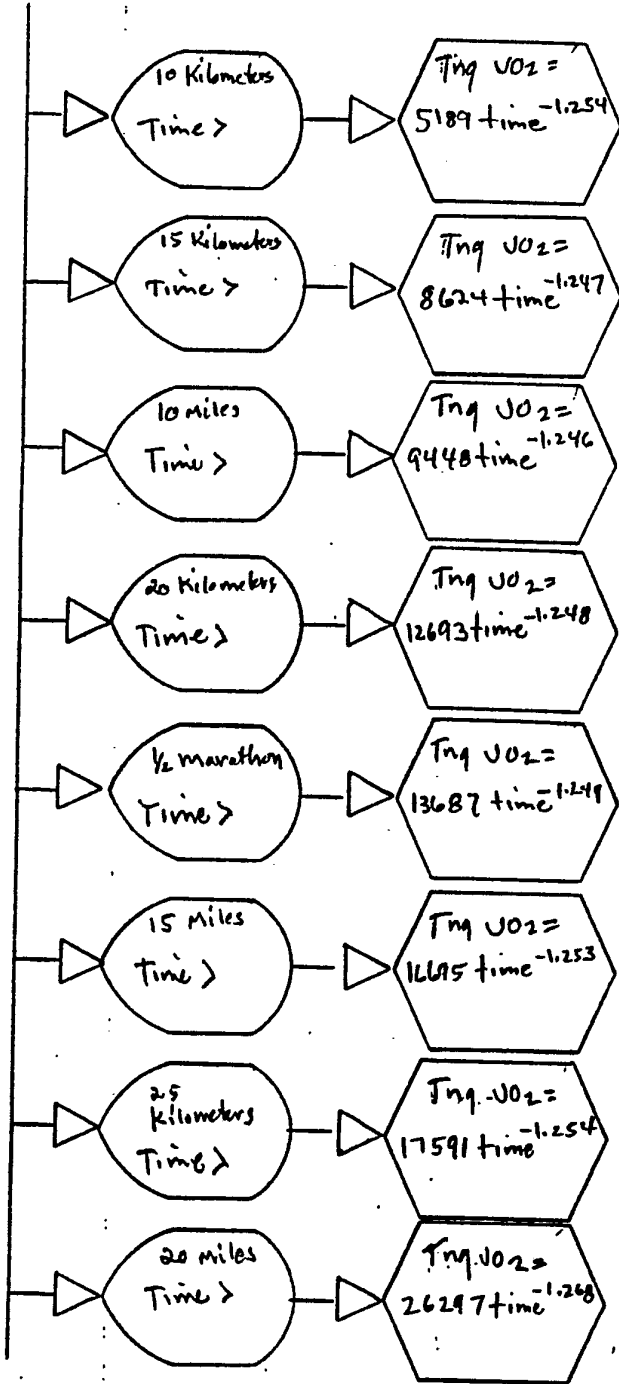 10 Kilometers
Time >
Tng VO2 =
5189 time^-1.254
15 Kilometers
Time >
Tng VO2 =
8624 time^-1.247
10 miles
Time >
Tng VO2 =
9448 time^-1.246
20 Kilometers
Time >
Tng VO2 =
12693 time^-1.248
1/2 marathon
Time >
Tng VO2 =
13687 time^-1.249
15 Miles
Time >
Tng VO2 =
16695 time^-1.253
25
Kilometers
Time >
Tng. VO2 =
17591 time^-1.254
20 miles
Time >
Tng. VO2 =
26297 time^-1.268